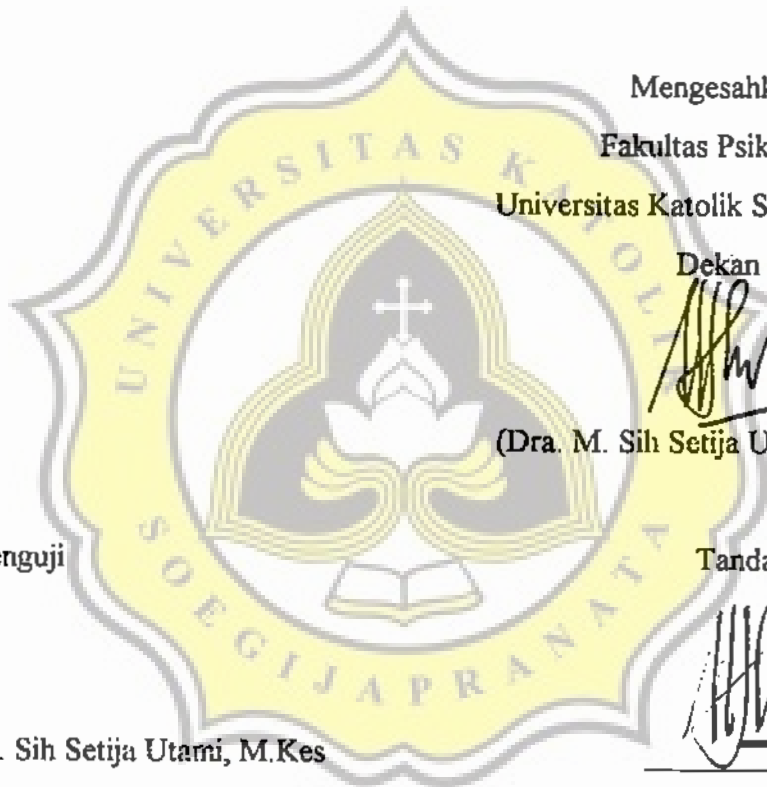 Mengesahk
Fakultas Psik
Universitas Katolik S
Dekan
(Dra. M. Sih Setija U
enguji
Tanda
. Sih Setija Utami, M.Kes
UNIVERSITAS KATOLIK
SOEGIJAPRANATA